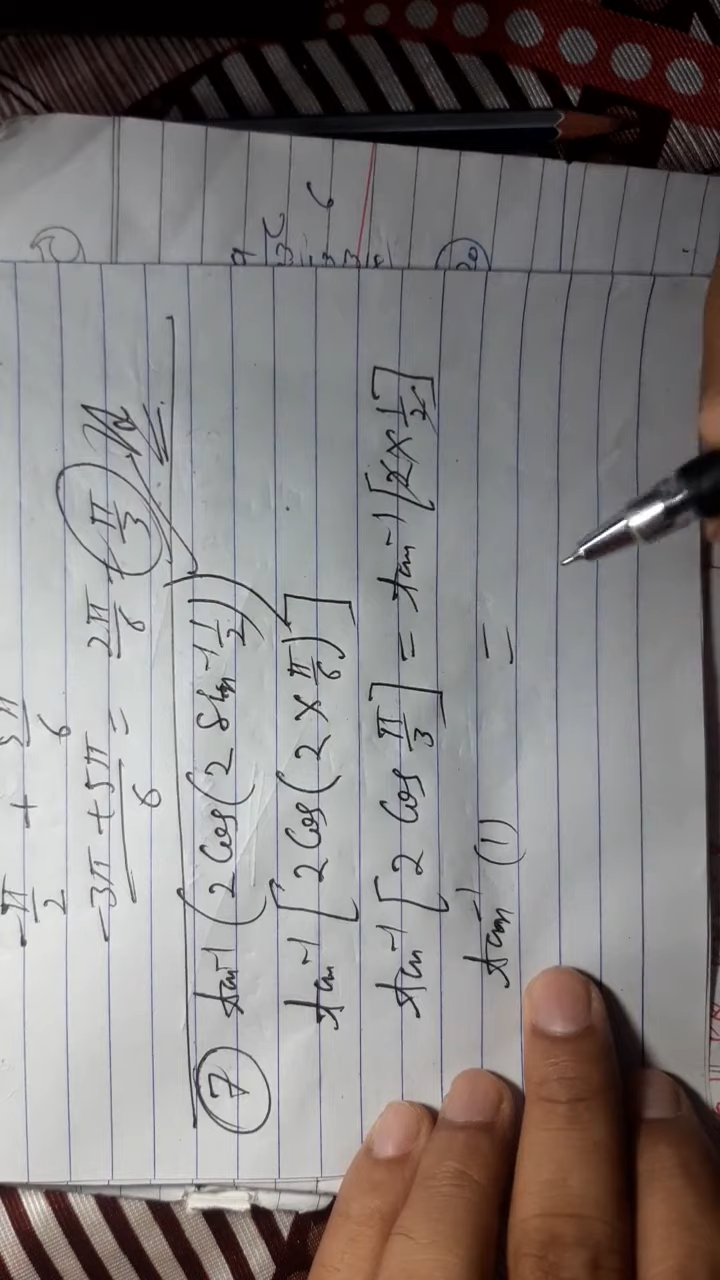 -π/2 + 5π/6
(-3π + 5π)/6 = 2π/6 = π/3
7 tan⁻¹ (2 cos (2 sin⁻¹ 1/2))
tan⁻¹ [2 cos (2 × π/6)]
tan⁻¹ [2 cos π/3] = tan⁻¹ [2 × 1/2]
tan⁻¹ (1) =
20
6